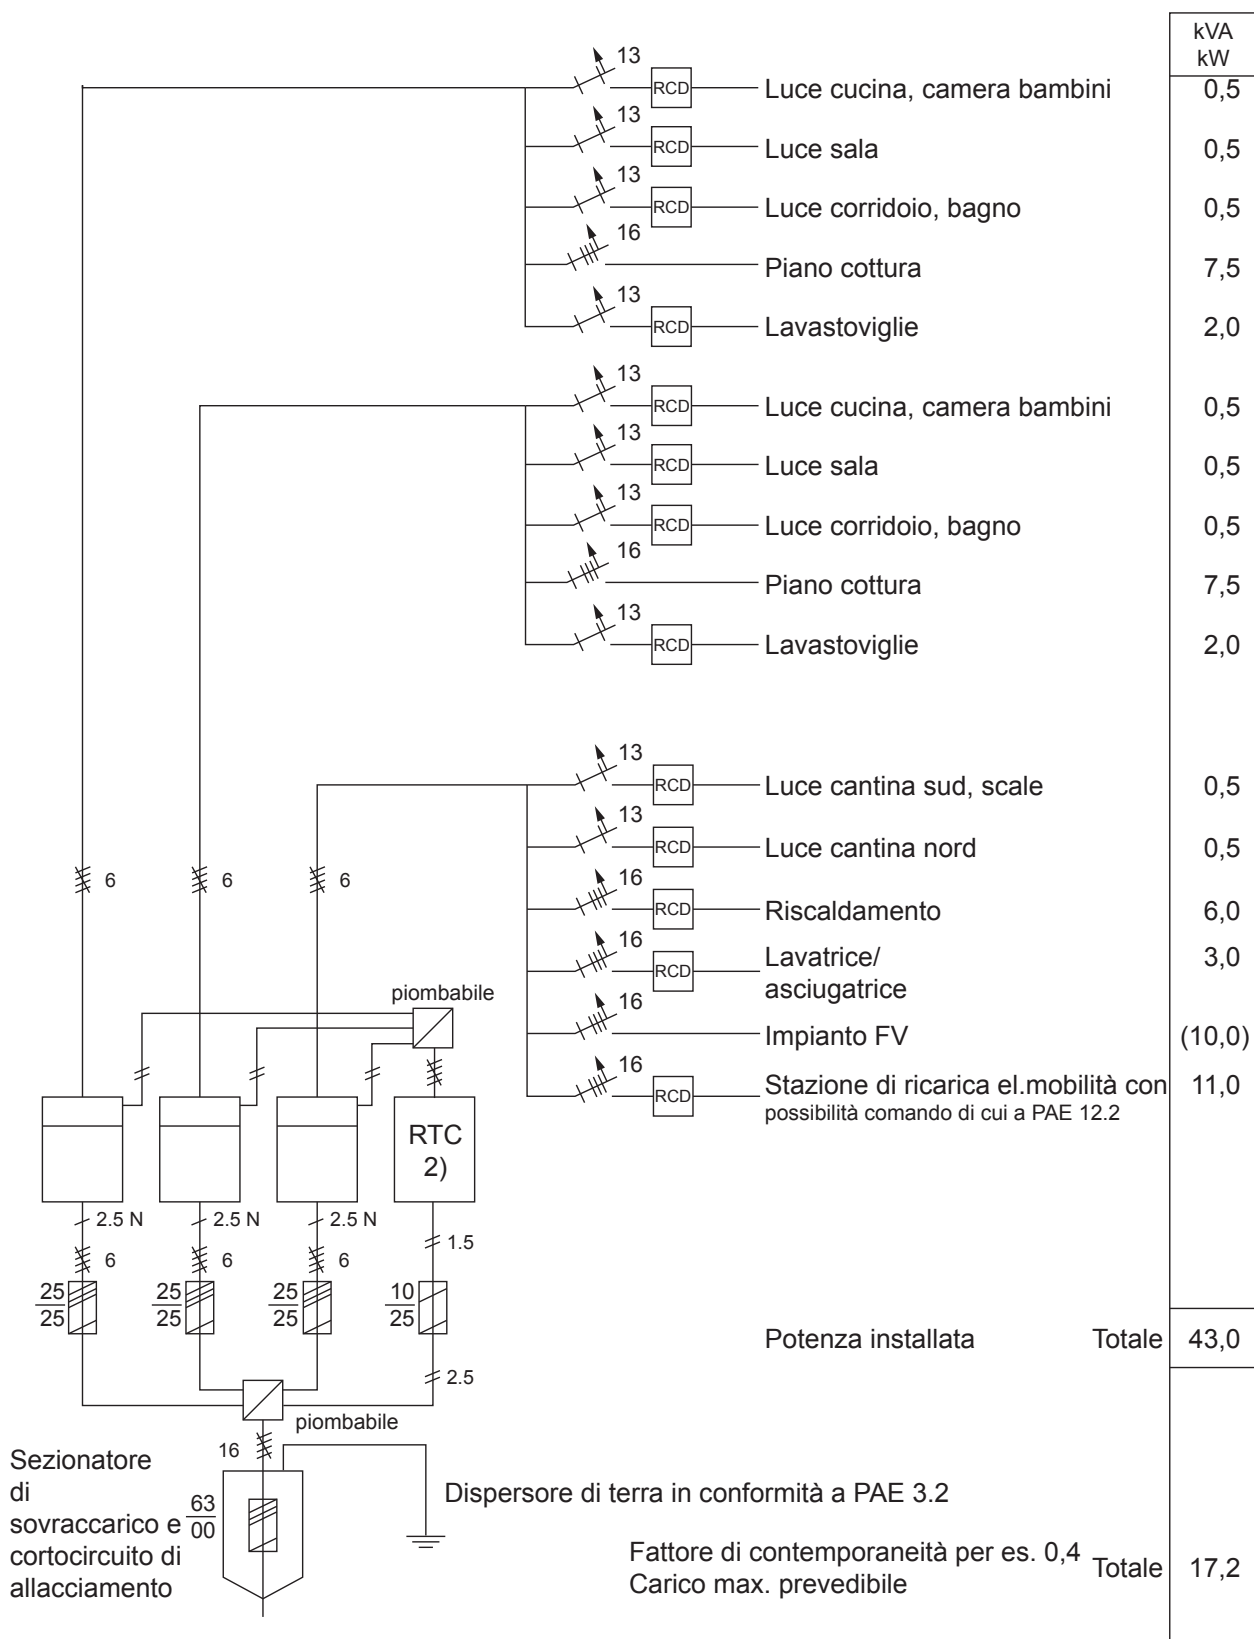 kVA
kW
13
RCD
Luce cucina, camera bambini
0,5
13
RCD
Luce sala
0,5
13
RCD
Luce corridoio, bagno
0,5
16
Piano cottura
7,5
13
RCD
Lavastoviglie
2,0
13
RCD
Luce cucina, camera bambini
0,5
13
RCD
Luce sala
0,5
13
RCD
Luce corridoio, bagno
0,5
16
Piano cottura
7,5
13
RCD
Lavastoviglie
2,0
13
RCD
Luce cantina sud, scale
0,5
13
RCD
Luce cantina nord
0,5
6
6
6
16
RCD
Riscaldamento
6,0
16
RCD
Lavatrice/
asciugatrice
3,0
piombabile
16
Impianto FV
(10,0)
16
RCD
Stazione di ricarica el.mobilità con
possibilità comando di cui a PAE 12.2
11,0
RTC
2)
2.5 N
2.5 N
2.5 N
1.5
6
6
6
25
25
25
25
25
25
10
25
Potenza installata
Totale
43,0
2.5
piombabile
16
Sezionatore
di
sovraccarico e
cortocircuito di
allacciamento
63
00
Dispersore di terra in conformità a PAE 3.2
Fattore di contemporaneità per es. 0,4
Carico max. prevedibile
Totale
17,2